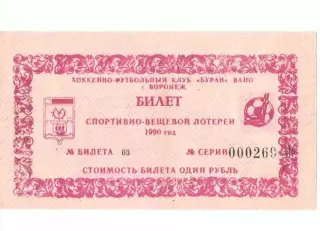 ХОККЕЙНО-ФУТБОЛЬНЫЙ КЛУБ «БУРАН» ВАПО
г. ВОРОНЕЖ
БИЛЕТ
СПОРТИВНО-ВЕЩЕВОЙ ЛОТЕРЕИ
1990 год
№ БИЛЕТА 03 № СЕРИИ 000269
СТОИМОСТЬ БИЛЕТА ОДИН РУБЛЬ